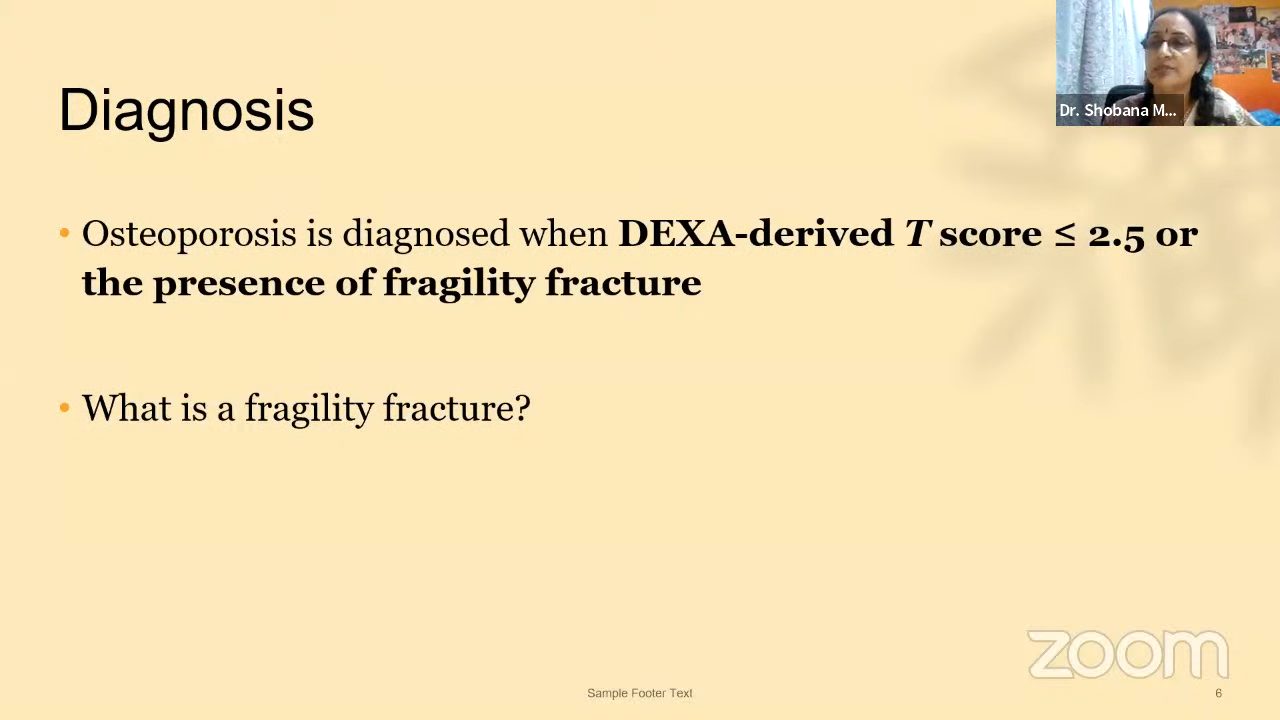 Diagnosis
Dr. Shobana M...
• Osteoporosis is diagnosed when DEXA-derived T score ≤ 2.5 or
the presence of fragility fracture
• What is a fragility fracture?
zoom
Sample Footer Text
6